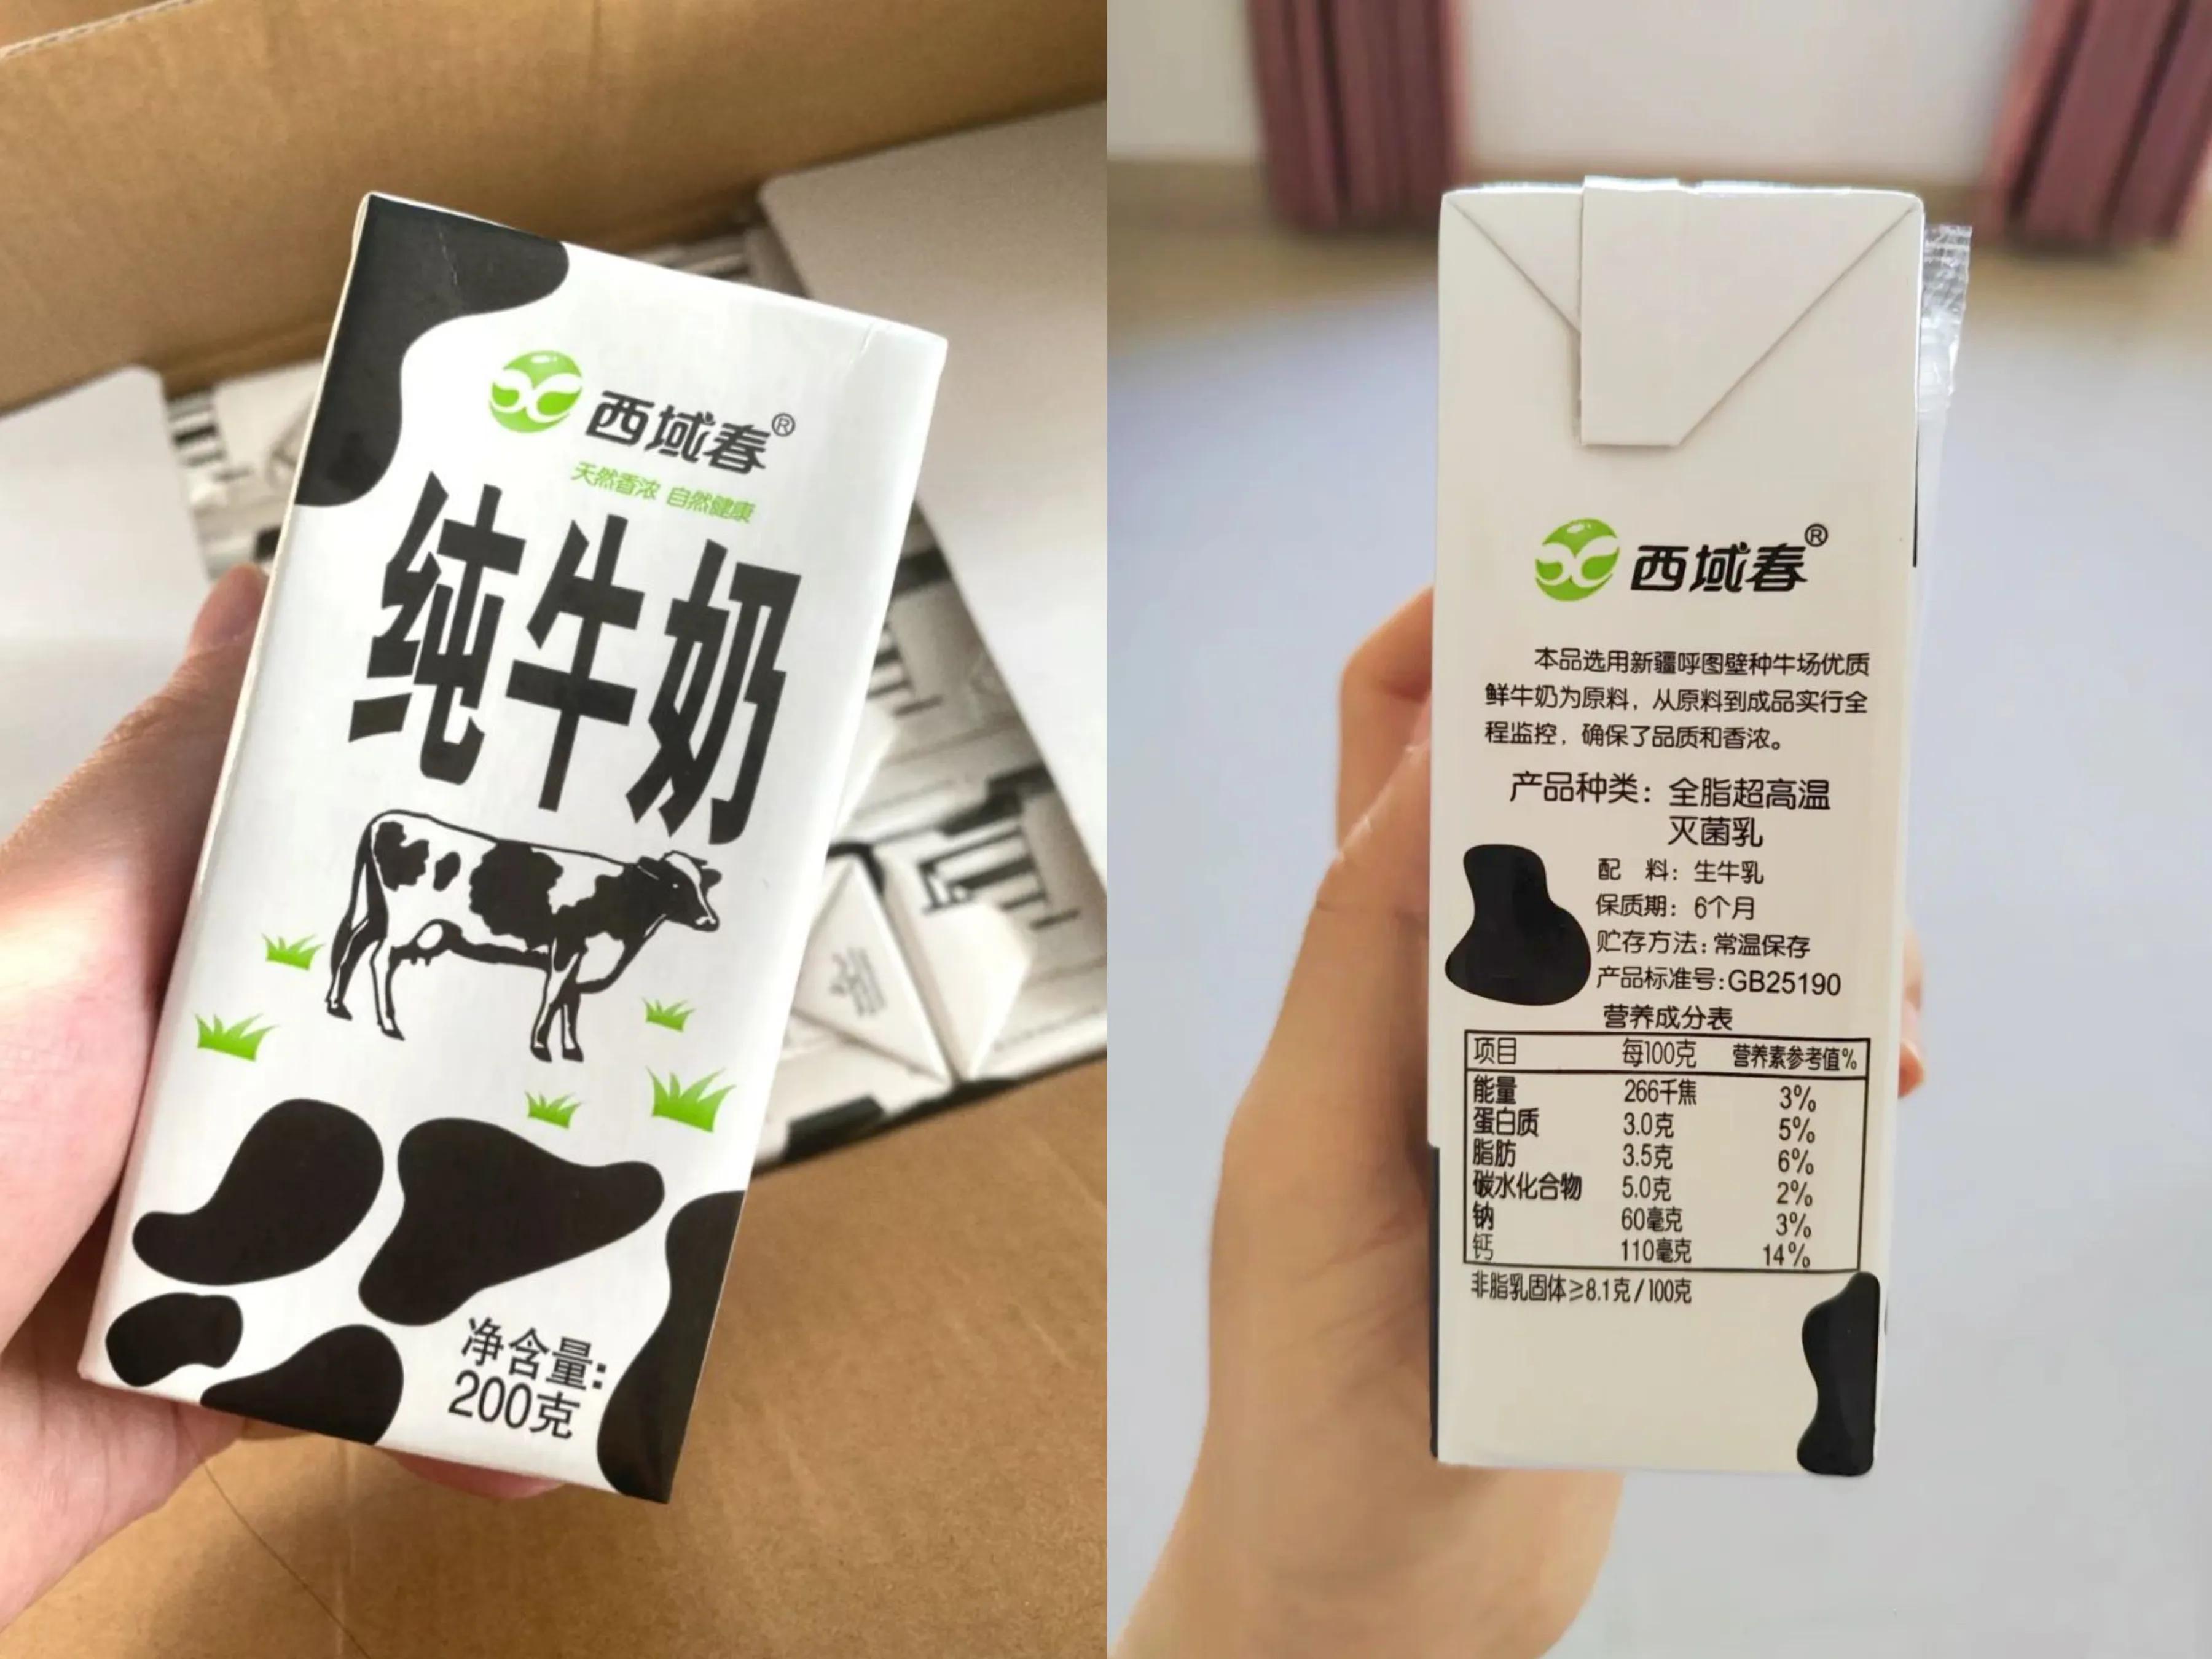 西域春®
天然香浓 自然健康
纯牛奶
净含量:
200克
西域春®
本品选用新疆呼图壁种牛场优质
鲜牛奶为原料，从原料到成品实行全
程监控，确保了品质和香浓。
产品种类：全脂超高温
灭菌乳
配 料：生牛乳
保质期：6个月
贮存方法：常温保存
产品标准号：GB25190
营养成分表
项目 每100克 营养素参考值%
能量 266千焦 3%
蛋白质 3.0克 5%
脂肪 3.5克 6%
碳水化合物 5.0克 2%
钠 60毫克 3%
钙 110毫克 14%
非脂乳固体≥8.1克/100克